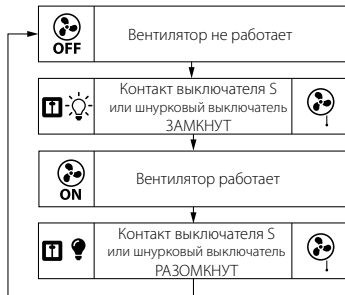 OFF
Вентилятор не работает
Контакт выключателя S
или шнурковый выключатель
ЗАМКНУТ
ON
Вентилятор работает
Контакт выключателя S
или шнурковый выключатель
РАЗОМКНУТ